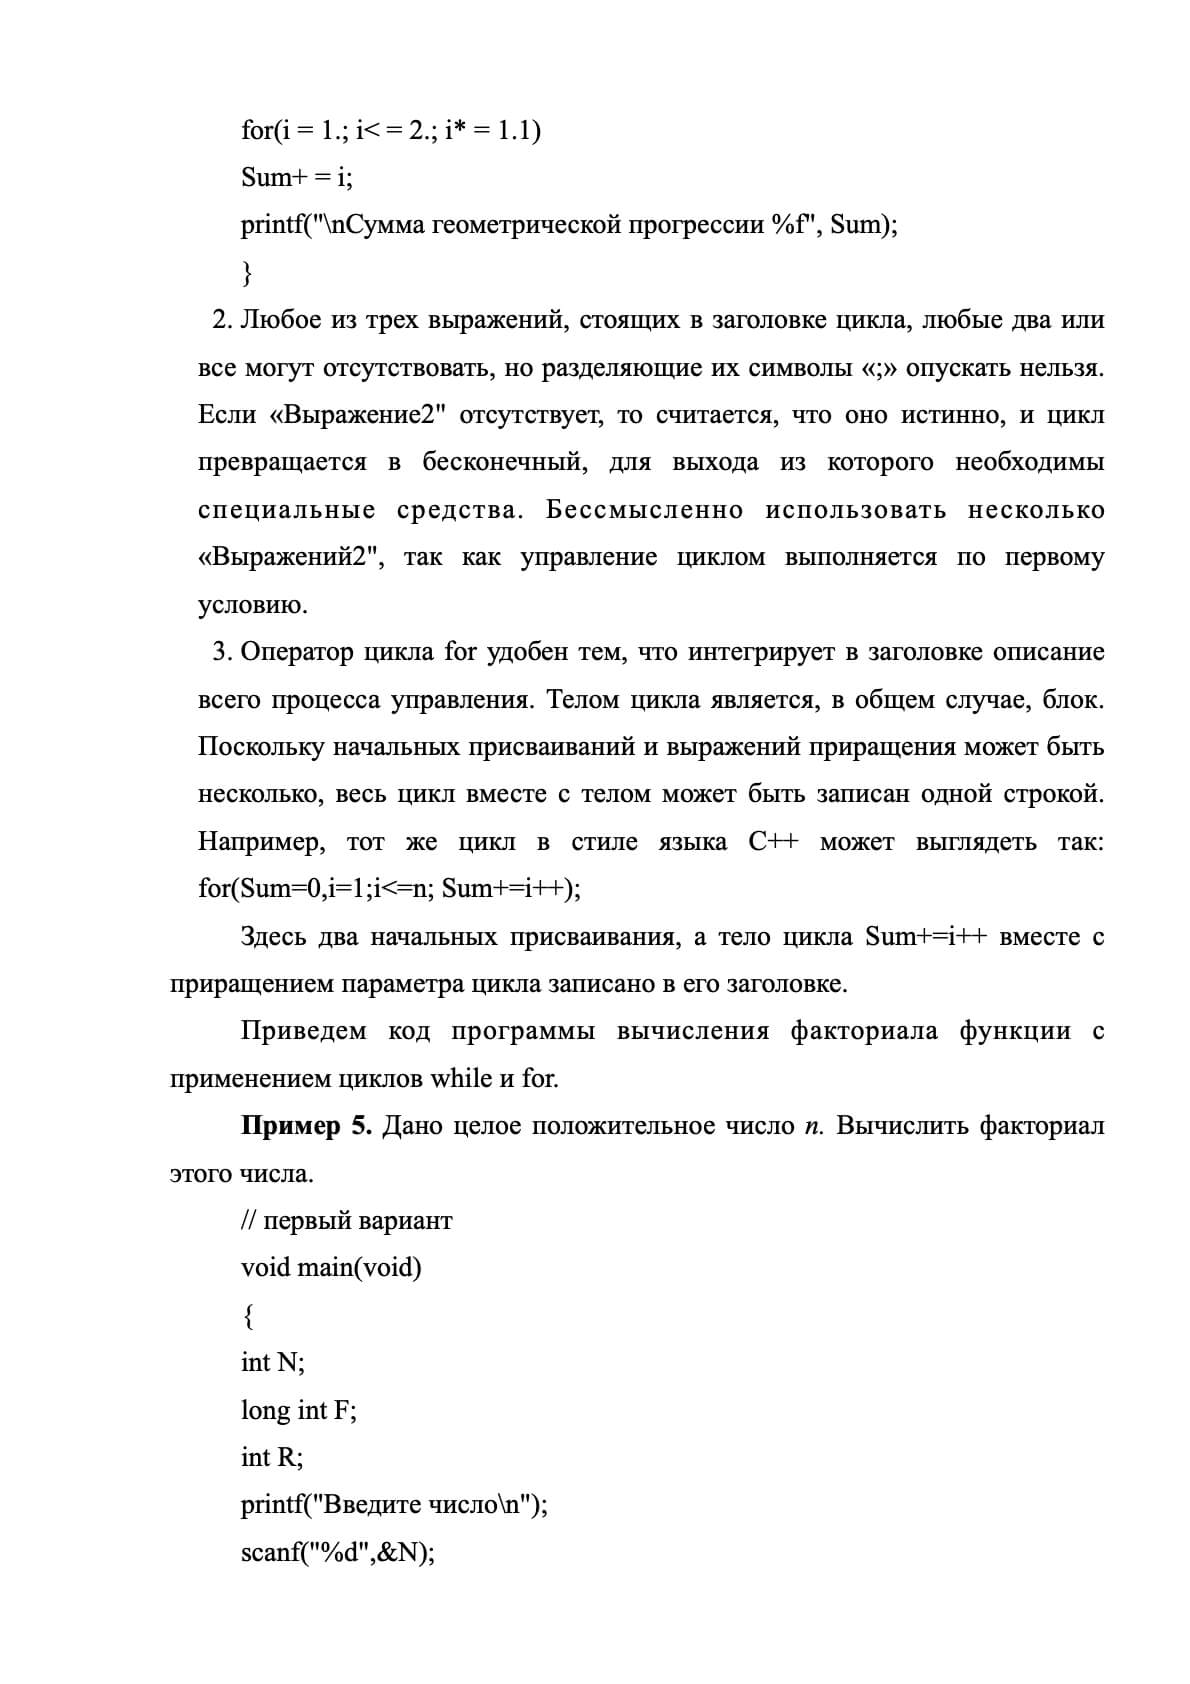 for(i = 1.; i< = 2.; i* = 1.1)
Sum+ = i;
printf("\nСумма геометрической прогрессии %f", Sum);
}
2. Любое из трех выражений, стоящих в заголовке цикла, любые два или
все могут отсутствовать, но разделяющие их символы «;» опускать нельзя.
Если «Выражение2" отсутствует, то считается, что оно истинно, и цикл
превращается в бесконечный, для выхода из которого необходимы
специальные средства. Бессмысленно использовать несколько
«Выражений2", так как управление циклом выполняется по первому
условию.
3. Оператор цикла for удобен тем, что интегрирует в заголовке описание
всего процесса управления. Телом цикла является, в общем случае, блок.
Поскольку начальных присваиваний и выражений приращения может быть
несколько, весь цикл вместе с телом может быть записан одной строкой.
Например, тот же цикл в стиле языка С++ может выглядеть так:
for(Sum=0,i=1;i<=n; Sum+=i++);
Здесь два начальных присваивания, а тело цикла Sum+=i++ вместе с
приращением параметра цикла записано в его заголовке.
Приведем код программы вычисления факториала функции с
применением циклов while и for.
Пример 5. Дано целое положительное число n. Вычислить факториал
этого числа.
// первый вариант
void main(void)
{
int N;
long int F;
int R;
printf("Введите число\n");
scanf("%d",&N);